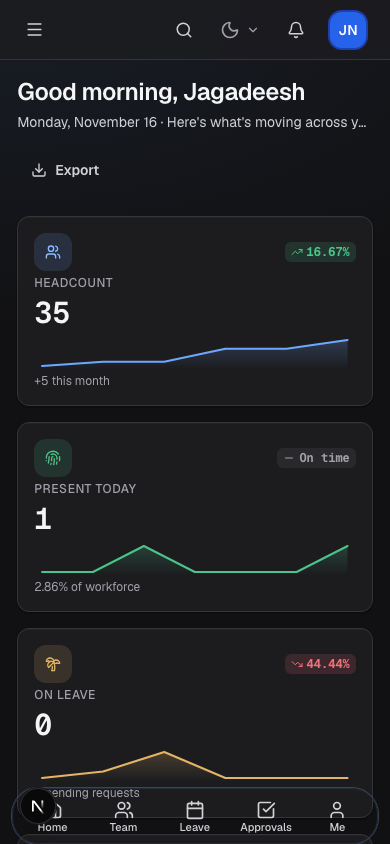 JN
Good morning, Jagadeesh
Monday, November 16 · Here's what's moving across y...
Export
16.67%
HEADCOUNT
35
+5 this month
On time
PRESENT TODAY
1
2.86% of workforce
44.44%
ON LEAVE
0
pending requests
N
Home
Team
Leave
Approvals
Me